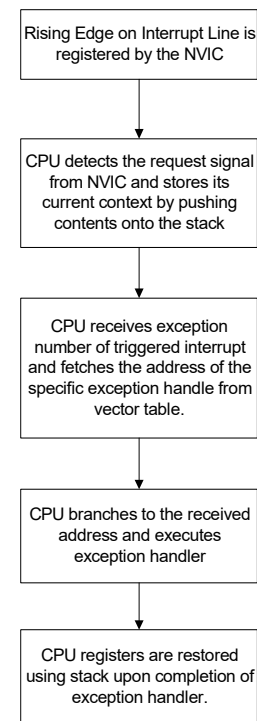 Rising Edge on Interrupt Line is
registered by the NVIC
CPU detects the request signal
from NVIC and stores its
current context by pushing
contents onto the stack
CPU receives exception
number of triggered interrupt
and fetches the address of the
specific exception handle from
vector table.
CPU branches to the received
address and executes
exception handler
CPU registers are restored
using stack upon completion of
exception handler.